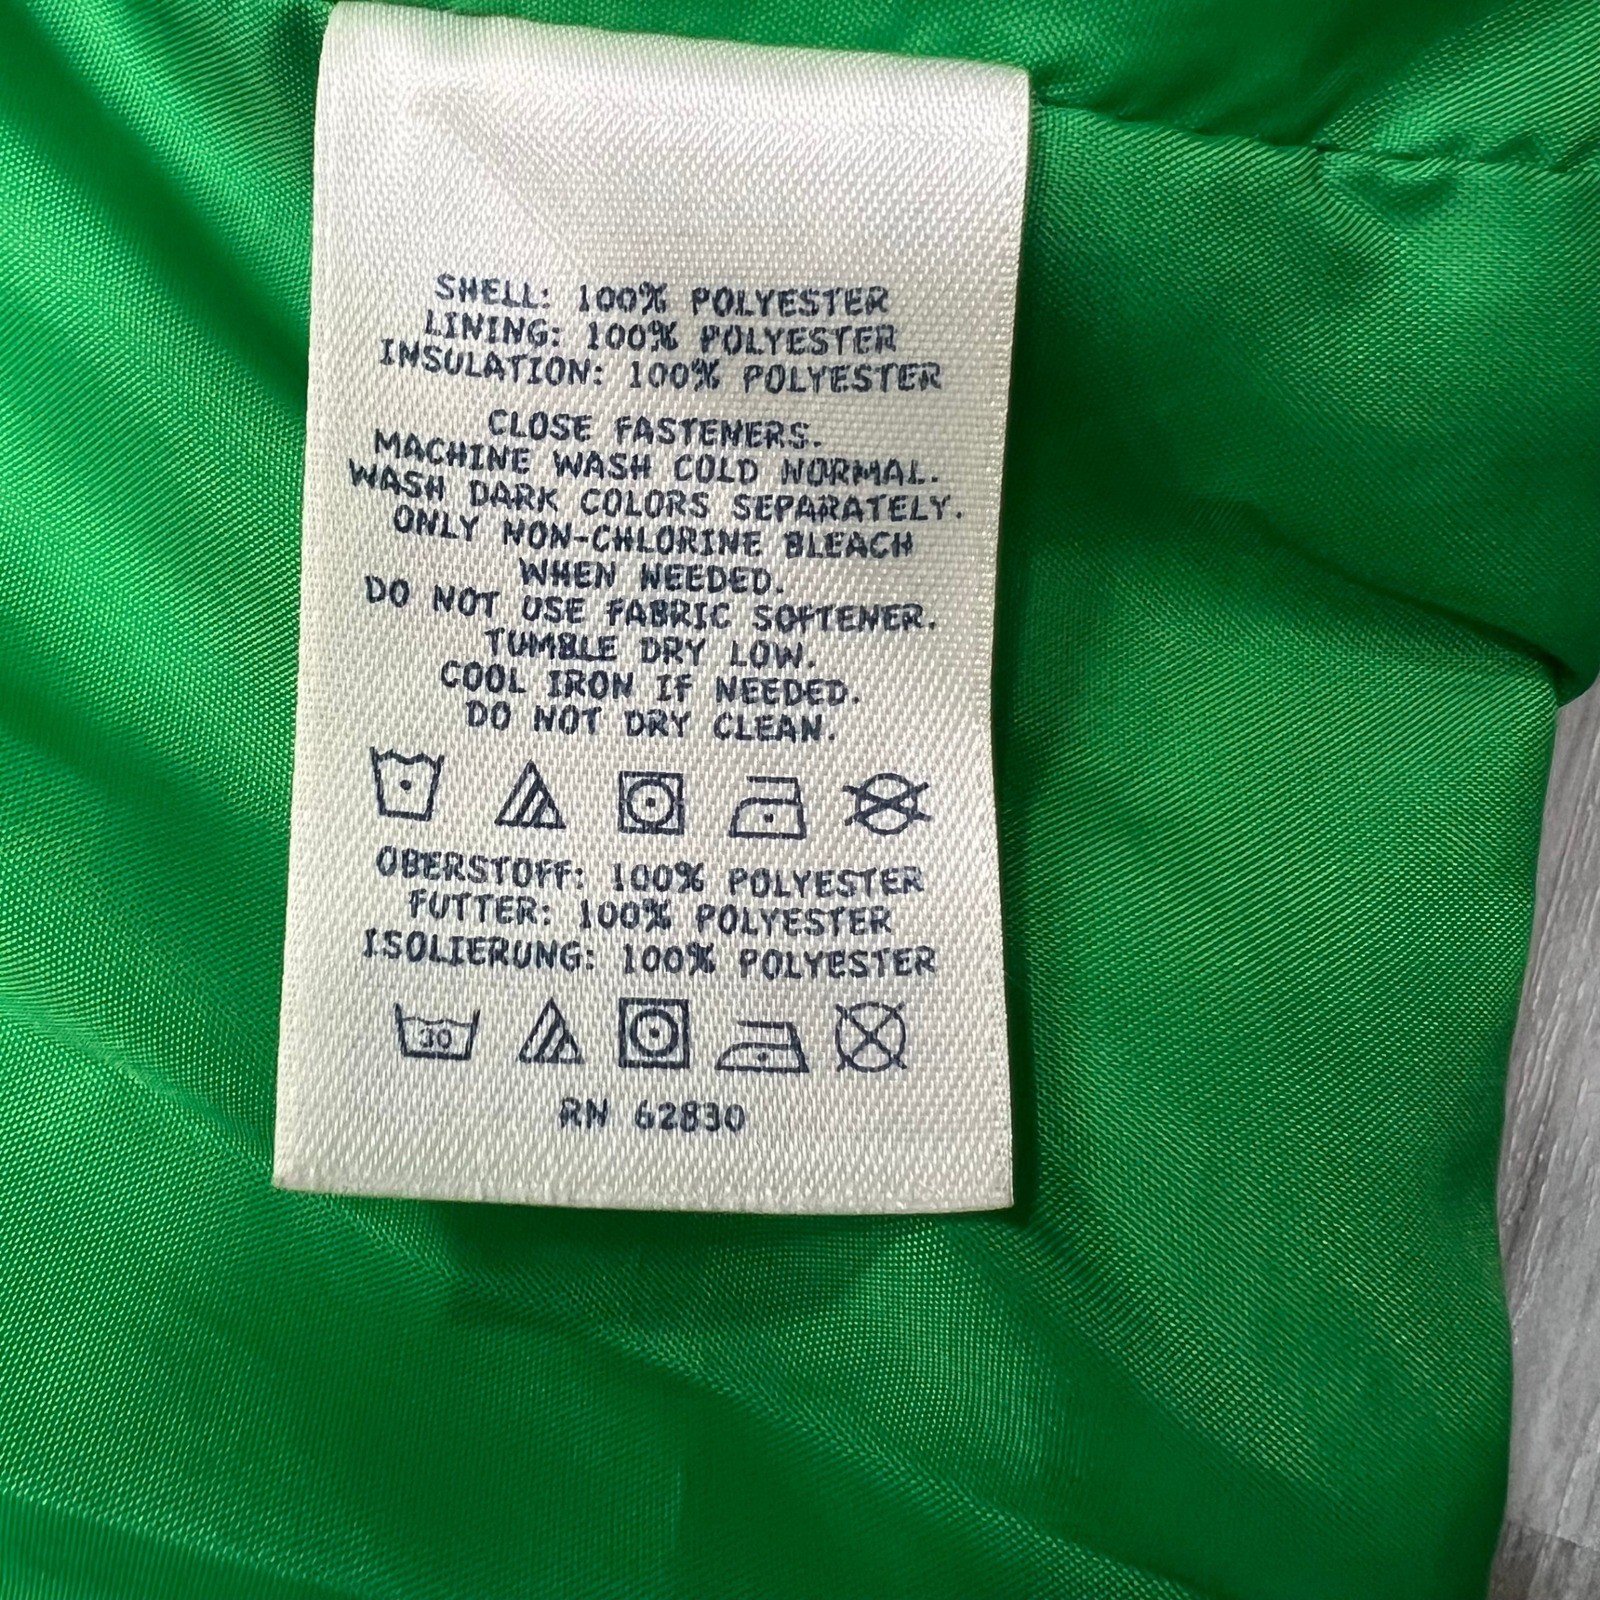 SHELL: 100% POLYESTER
LINING: 100% POLYESTER
INSULATION: 100% POLYESTER
CLOSE FASTENERS.
MACHINE WASH COLD NORMAL.
WASH DARK COLORS SEPARATELY.
ONLY NON-CHLORINE BLEACH
WHEN NEEDED.
DO NOT USE FABRIC SOFTENER.
TUMBLE DRY LOW.
COOL IRON IF NEEDED.
DO NOT DRY CLEAN.
OBERSTOFF: 100% POLYESTER
FUTTER: 100% POLYESTER
ISOLIERUNG: 100% POLYESTER
30
RN 62830